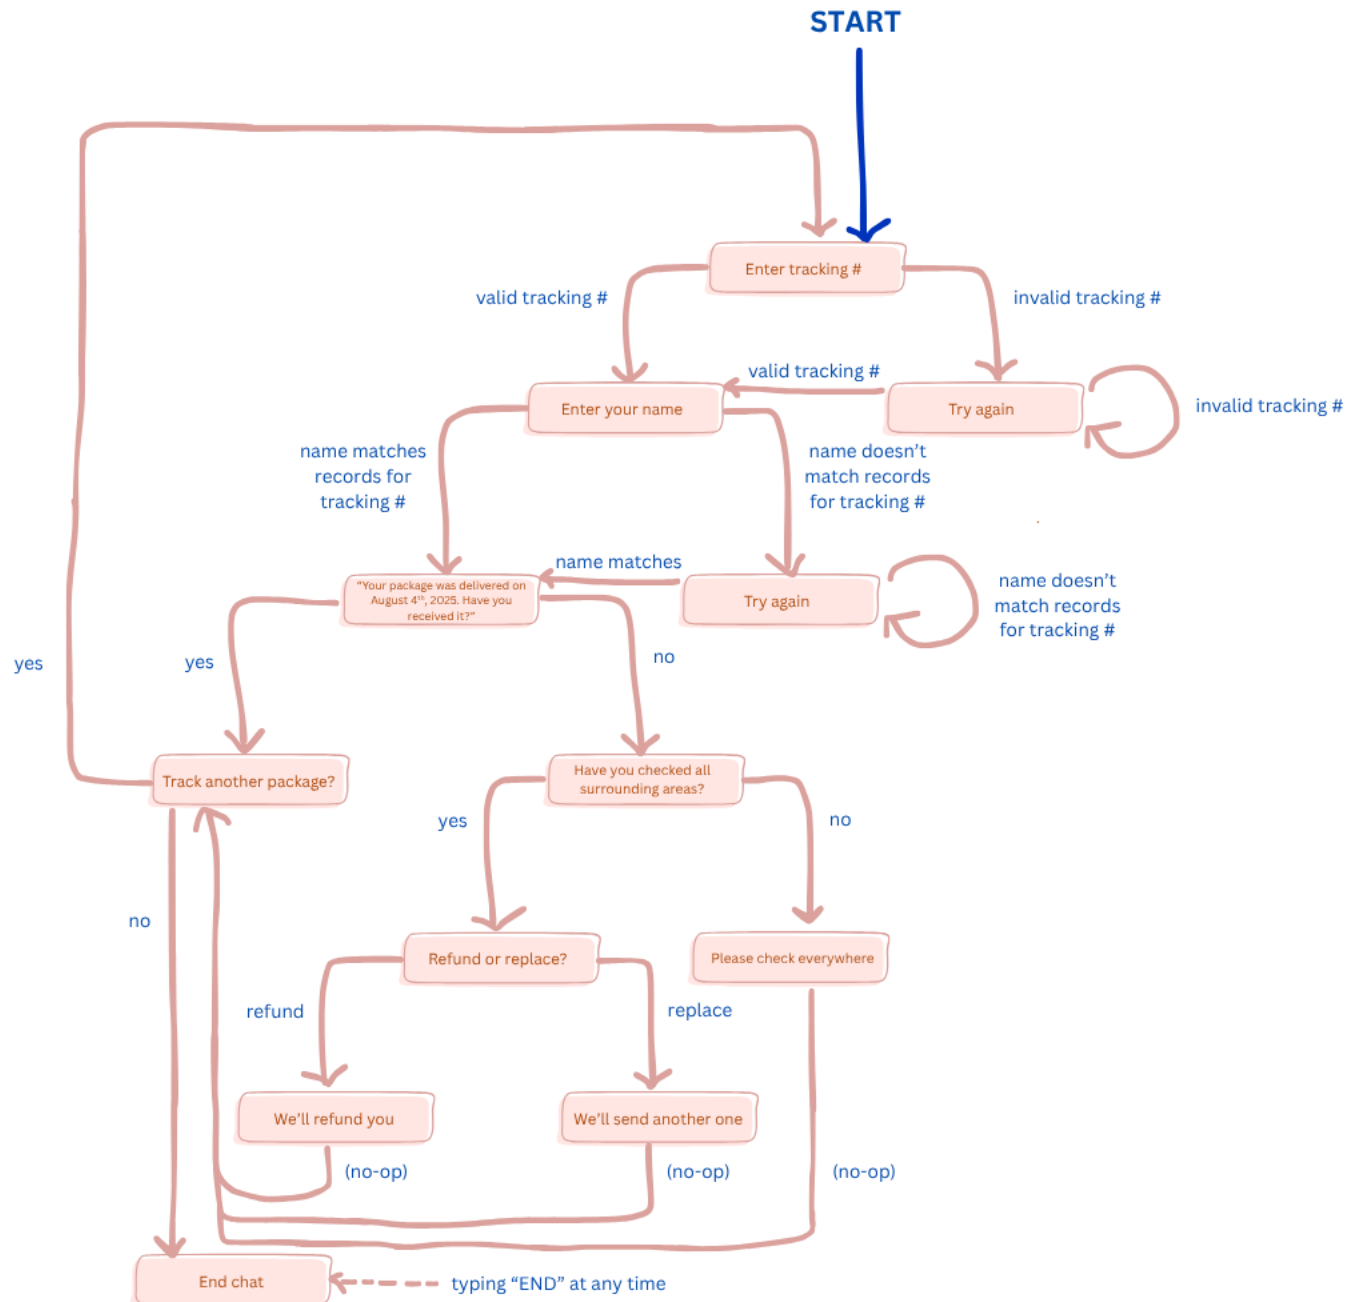 START
Enter tracking #
valid tracking #
invalid tracking #
valid tracking #
Enter your name
Try again
invalid tracking #
name matches
records for
tracking #
name doesn't
match records
for tracking #
name matches
"Your package was delivered on
August 4th, 2025. Have you
received it?"
Try again
name doesn't
match records
for tracking #
yes
yes
no
Track another package?
Have you checked all
surrounding areas?
yes
no
no
Refund or replace?
Please check everywhere
refund
replace
We'll refund you
We'll send another one
(no-op)
(no-op)
(no-op)
End chat
typing "END" at any time